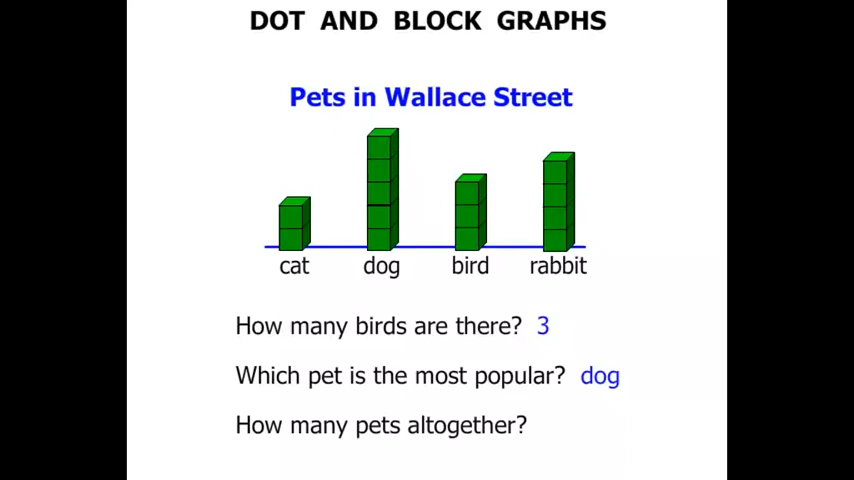 DOT AND BLOCK GRAPHS
Pets in Wallace Street
cat dog bird rabbit
How many birds are there? 3
Which pet is the most popular? dog
How many pets altogether?